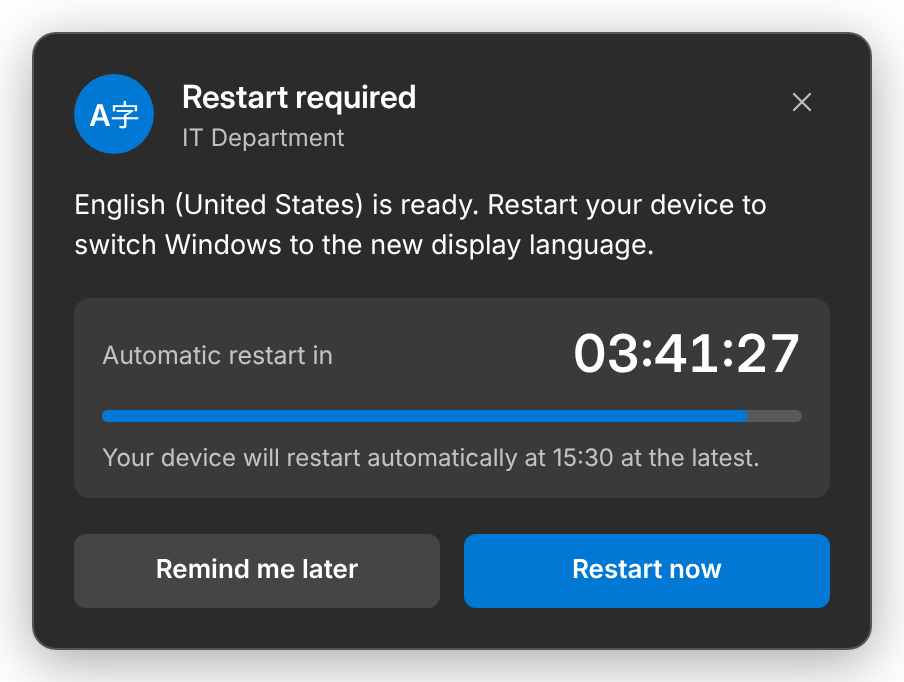 A字
Restart required
IT Department
English (United States) is ready. Restart your device to
switch Windows to the new display language.
Automatic restart in
03:41:27
Your device will restart automatically at 15:30 at the latest.
Remind me later
Restart now